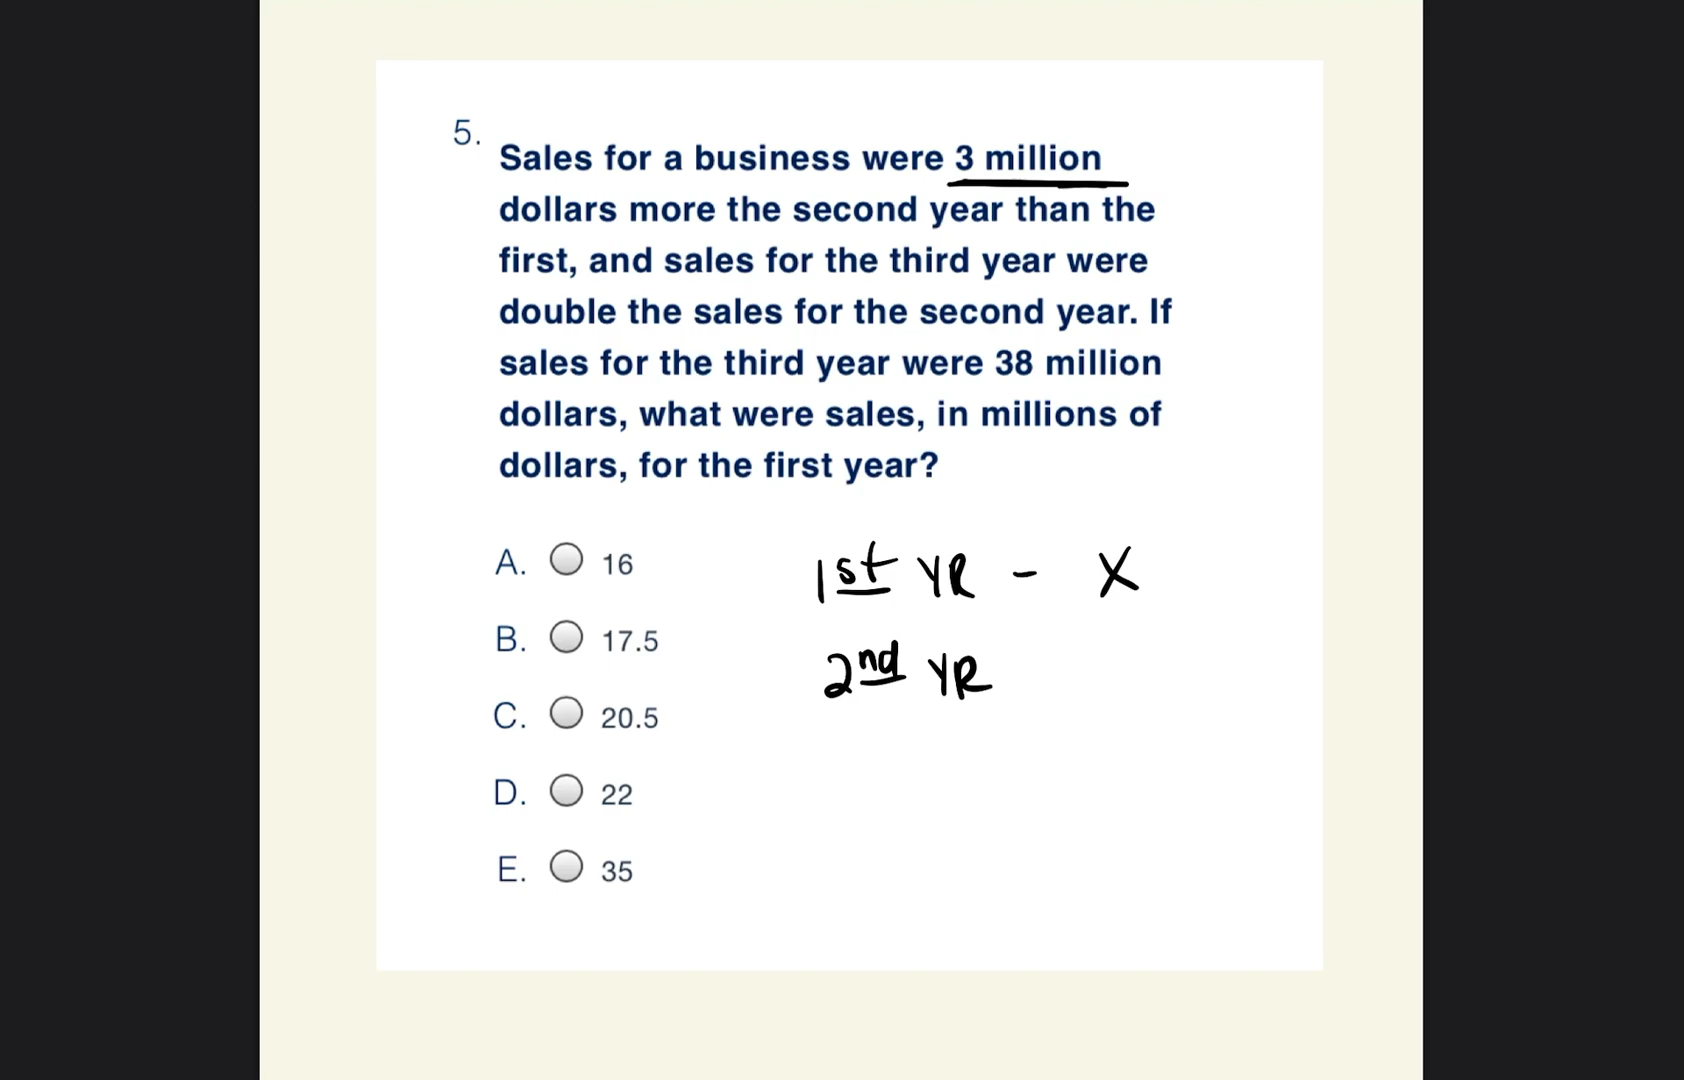 5.
Sales for a business were 3 million
dollars more the second year than the
first, and sales for the third year were
double the sales for the second year. If
sales for the third year were 38 million
dollars, what were sales, in millions of
dollars, for the first year?
A. 16
B. 17.5
C. 20.5
D. 22
E. 35
1st YR - X
2nd YR